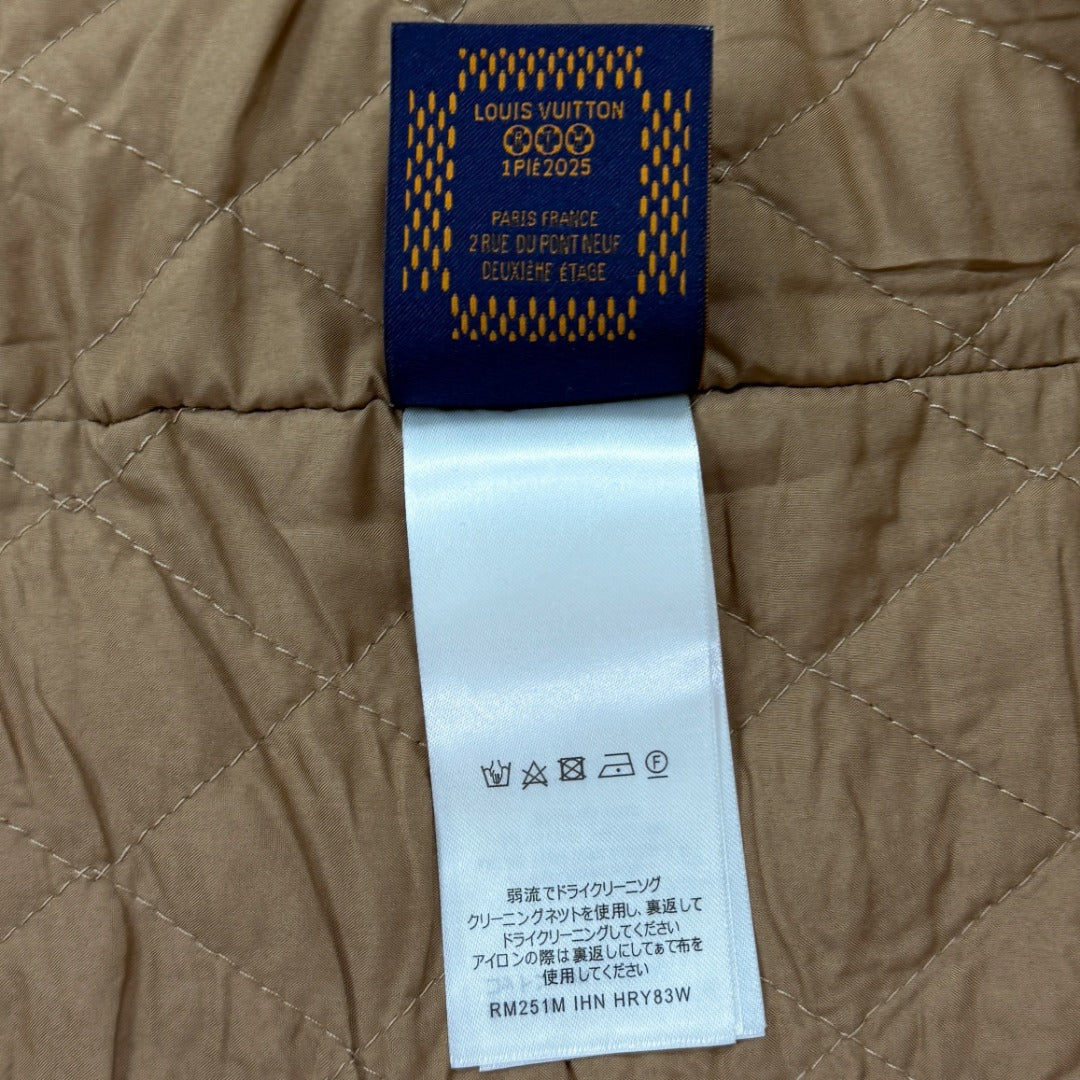 LOUIS VUITTON
RTW
1PIÈ2025
PARIS FRANCE
2 RUE DU PONT NEUF
DEUXIÈME ÉTAGE
F
弱流でドライクリーニソグ
クリーニングネットを使用し、裏返して
ドライクリーニングしてください
アイロンの際は裏返しにしてぁて布を
使用してください
RM251M IHN HRY83W